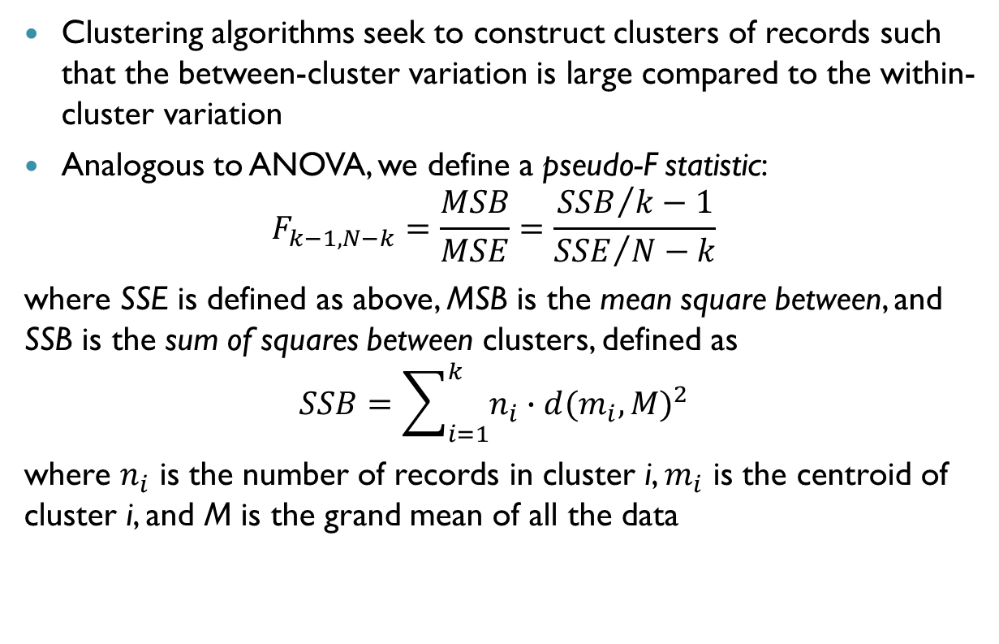 • Clustering algorithms seek to construct clusters of records such
that the between-cluster variation is large compared to the within-
cluster variation
• Analogous to ANOVA, we define a pseudo-F statistic:
F_{k−1,N−k} = MSB/MSE = (SSB/k − 1)/(SSE/N − k)
where SSE is defined as above, MSB is the mean square between, and
SSB is the sum of squares between clusters, defined as
SSB = ∑_{i=1}^{k} n_i · d(m_i, M)²
where n_i is the number of records in cluster i, m_i is the centroid of
cluster i, and M is the grand mean of all the data